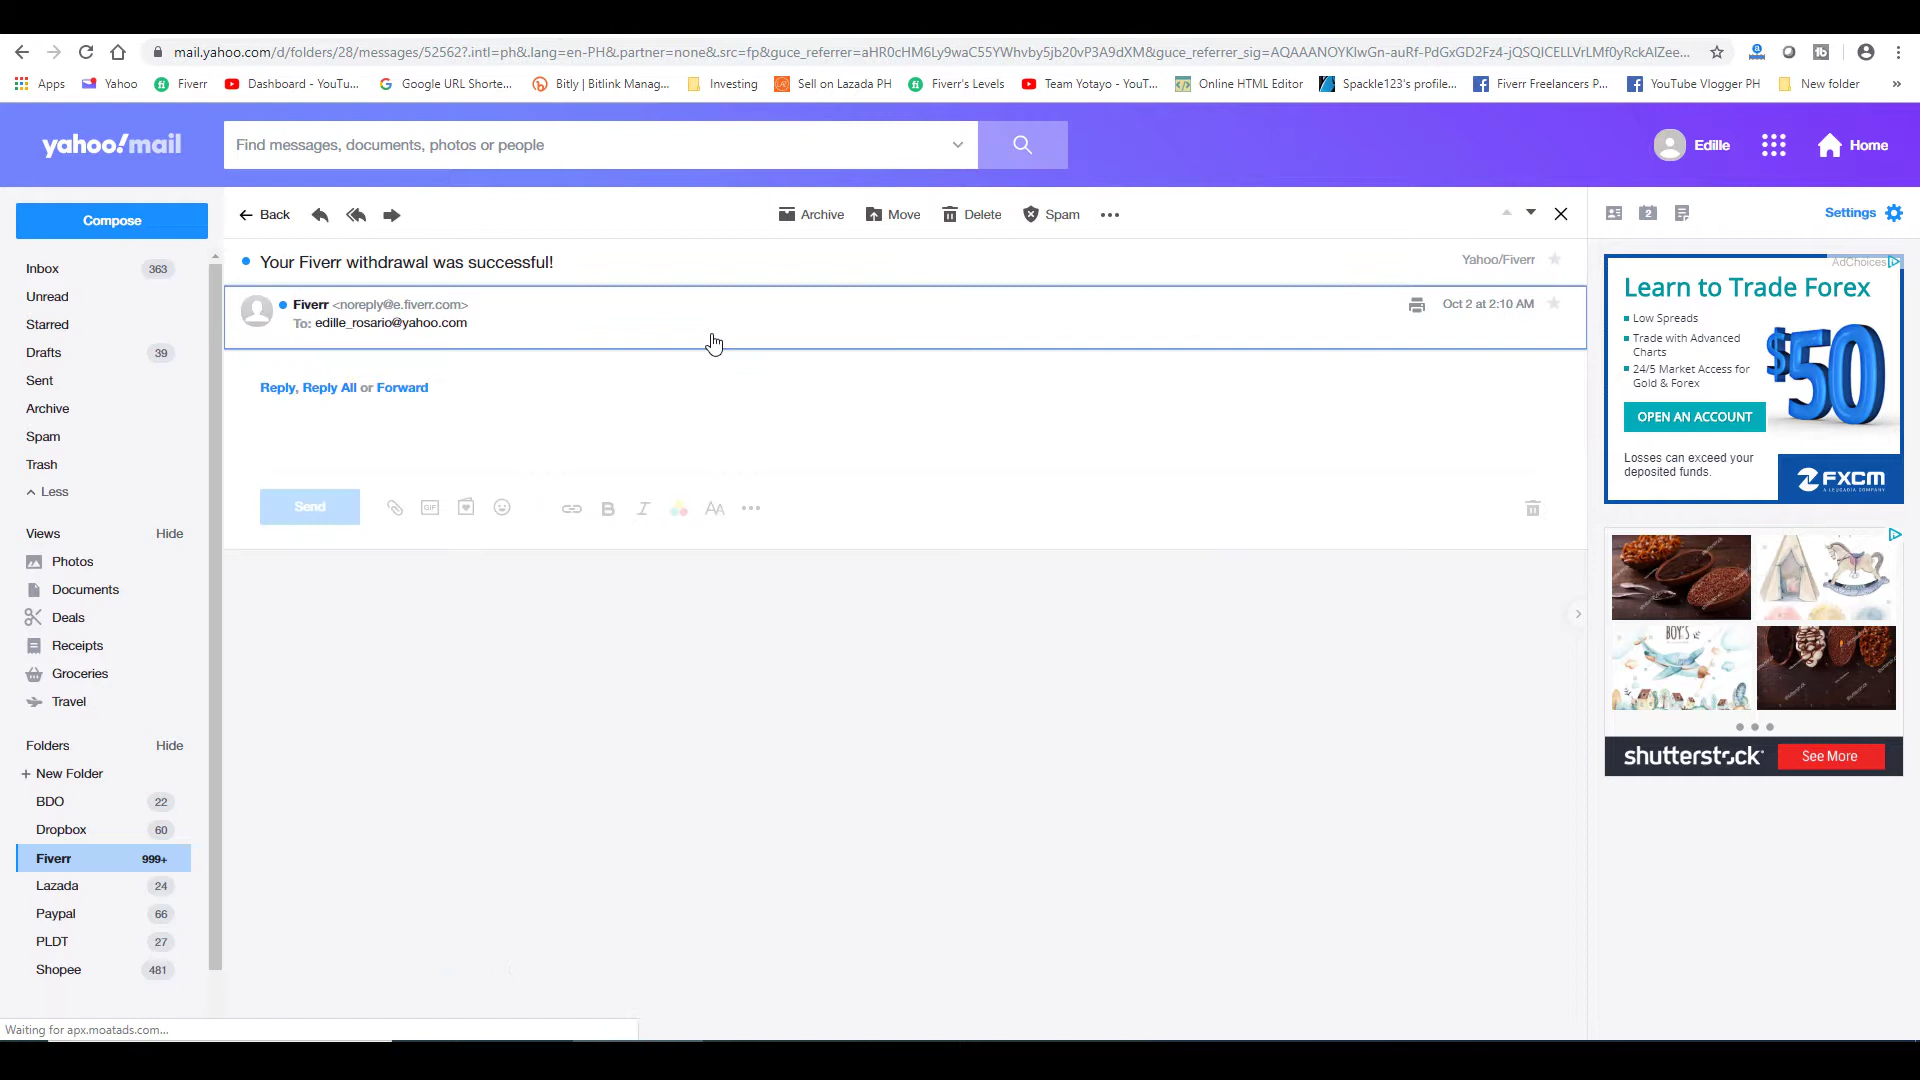 mail.yahoo.com/d/folders/28/messages/52562?.intl=ph&.lang=en-PH&.partner=none&.src=fp&guce_referrer=aHR0cHM6Ly9waC55YWhvby5jb20vP3A9dXM&guce_referrer_sig=AQAAANOYKIwGn-auRf-PdGxGD2Fz4-jQSQICELLVrLMf0yRckAlZee...
Apps Yahoo Fiverr Dashboard - YouTu... Google URL Shorte... Bitly | Bitlink Manag... Investing Sell on Lazada PH Fiverr's Levels Team Yotayo - YouT... Online HTML Editor Spackle123's profile... Fiverr Freelancers P... YouTube Vlogger PH New folder »
yahoo!mail
Find messages, documents, photos or people
Edille
Home
Compose
Back
Archive Move Delete Spam
2
Settings
Inbox 363
Unread
Starred
Drafts 39
Sent
Archive
Spam
Trash
Less
Views Hide
Photos
Documents
Deals
Receipts
Groceries
Travel
Folders Hide
+ New Folder
BDO 22
Dropbox 60
Fiverr 999+
Lazada 24
Paypal 66
PLDT 27
Shopee 481
Your Fiverr withdrawal was successful!
Yahoo/Fiverr
Fiverr <noreply@e.fiverr.com>
Oct 2 at 2:10 AM
To: edille_rosario@yahoo.com
Reply, Reply All or Forward
Send
GIF
B I AA
AdChoices
Learn to Trade Forex
Low Spreads
Trade with Advanced
Charts
24/5 Market Access for
Gold & Forex
$50
OPEN AN ACCOUNT
Losses can exceed your
deposited funds.
FXCM
A LEUCADIA COMPANY
BOY'S
shutterstock
See More
Waiting for apx.moatads.com...